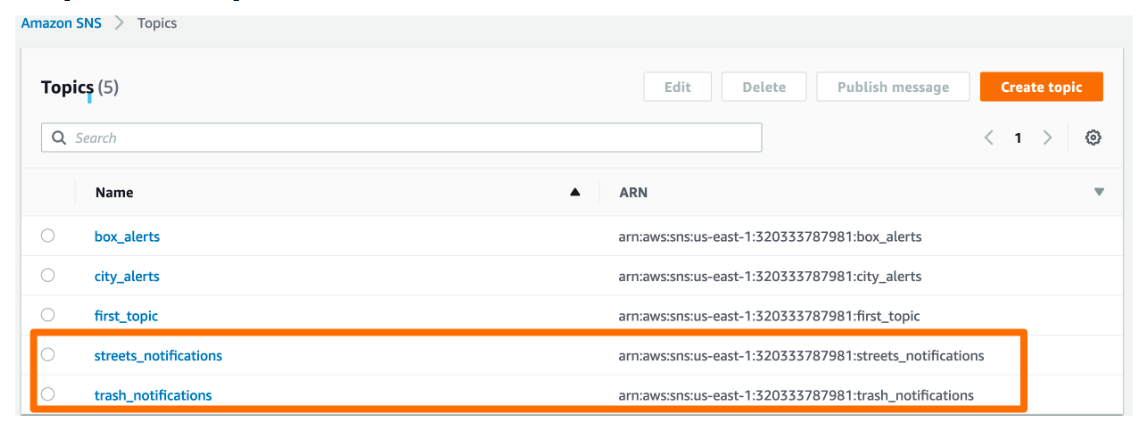 Amazon SNS > Topics
Topics (5)
Edit Delete Publish message Create topic
Search
1
Name ARN
box_alerts arn:aws:sns:us-east-1:320333787981:box_alerts
city_alerts arn:aws:sns:us-east-1:320333787981:city_alerts
first_topic arn:aws:sns:us-east-1:320333787981:first_topic
streets_notifications arn:aws:sns:us-east-1:320333787981:streets_notifications
trash_notifications arn:aws:sns:us-east-1:320333787981:trash_notifications